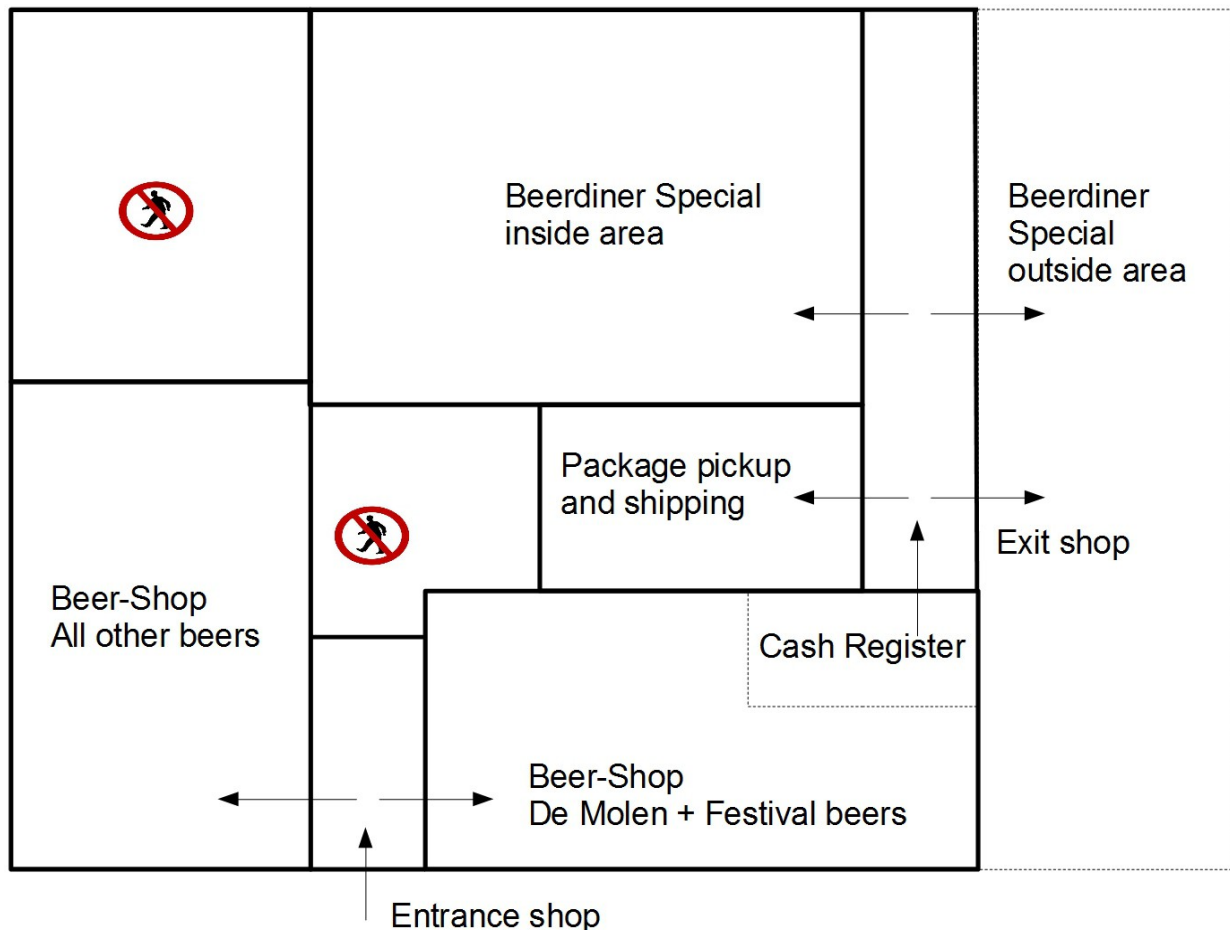 Beerdiner Special
inside area
Beerdiner
Special
outside area
Package pickup
and shipping
Exit shop
Beer-Shop
All other beers
Cash Register
Beer-Shop
De Molen + Festival beers
Entrance shop